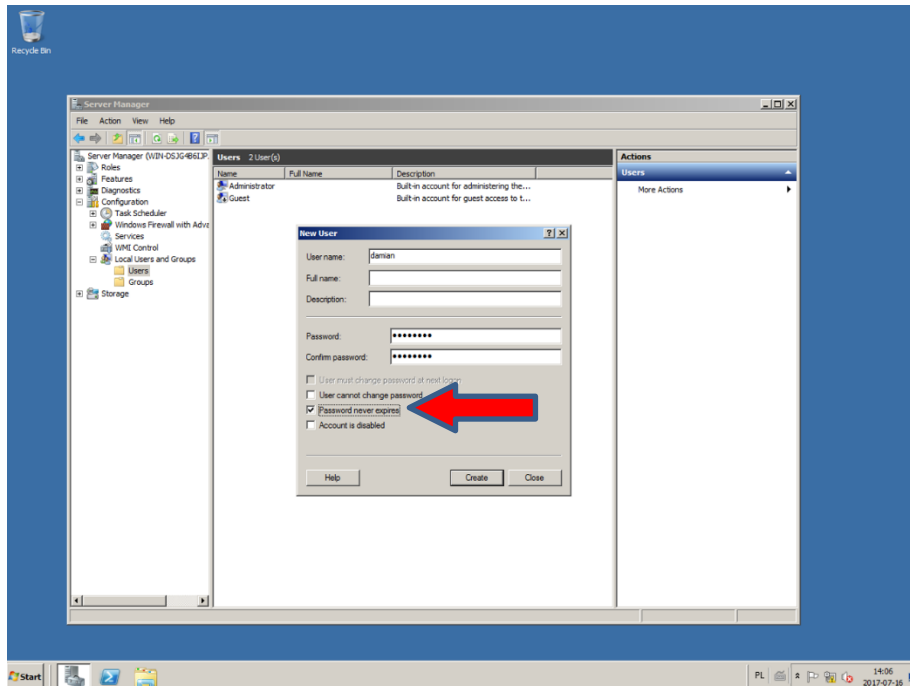 Recycle Bin
Server Manager
File Action View Help
Server Manager (WIN-DSJG4B6IJP
Roles
Features
Diagnostics
Configuration
Task Scheduler
Windows Firewall with Adva
Services
WMI Control
Local Users and Groups
Users
Groups
Storage
Users 2 User(s)
Name Full Name Description
Administrator Built-in account for administering the...
Guest Built-in account for guest access to t...
Actions
Users
More Actions
New User
User name: damian
Full name:
Description:
Password: ••••••••
Confirm password: ••••••••
User must change password at next logon
User cannot change password
Password never expires
Account is disabled
Help Create Close
Start
PL
14:06
2017-07-16